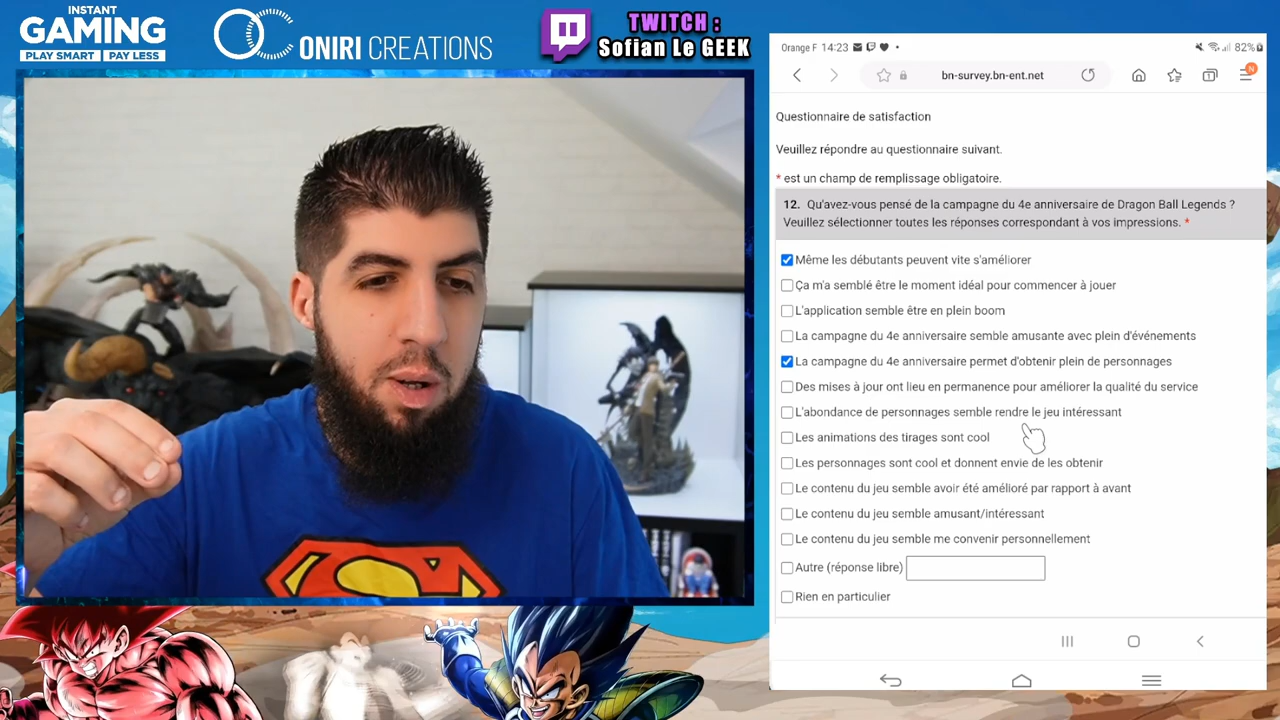 INSTANT
GAMING
PLAY SMART | PAY LESS
ONIRI CREATIONS
TWITCH :
Sofian Le GEEK
Orange F 14:23
82%
bn-survey.bn-ent.net
1
N
Questionnaire de satisfaction
Veuillez répondre au questionnaire suivant.
* est un champ de remplissage obligatoire.
12. Qu'avez-vous pensé de la campagne du 4e anniversaire de Dragon Ball Legends ?
Veuillez sélectionner toutes les réponses correspondant à vos impressions. *
Même les débutants peuvent vite s'améliorer
Ça m'a semblé être le moment idéal pour commencer à jouer
L'application semble être en plein boom
La campagne du 4e anniversaire semble amusante avec plein d'événements
La campagne du 4e anniversaire permet d'obtenir plein de personnages
Des mises à jour ont lieu en permanence pour améliorer la qualité du service
L'abondance de personnages semble rendre le jeu intéressant
Les animations des tirages sont cool
Les personnages sont cool et donnent envie de les obtenir
Le contenu du jeu semble avoir été amélioré par rapport à avant
Le contenu du jeu semble amusant/intéressant
Le contenu du jeu semble me convenir personnellement
Autre (réponse libre)
Rien en particulier